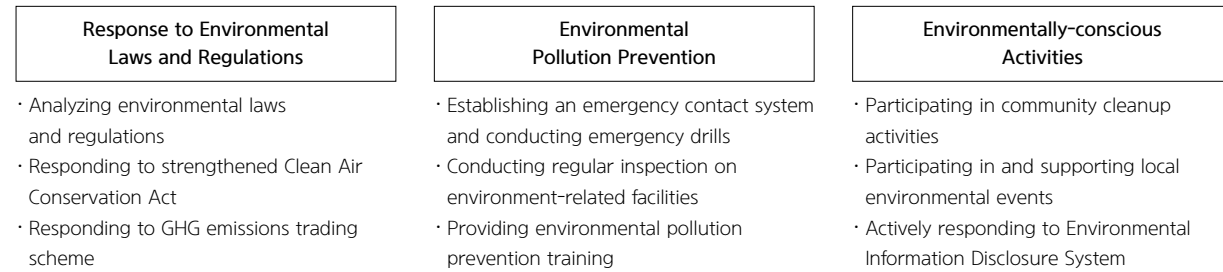 Response to Environmental
Laws and Regulations
· Analyzing environmental laws
and regulations
· Responding to strengthened Clean Air
Conservation Act
· Responding to GHG emissions trading
scheme
Environmental
Pollution Prevention
· Establishing an emergency contact system
and conducting emergency drills
· Conducting regular inspection on
environment-related facilities
· Providing environmental pollution
prevention training
Environmentally-conscious
Activities
· Participating in community cleanup
activities
· Participating in and supporting local
environmental events
· Actively responding to Environmental
Information Disclosure System